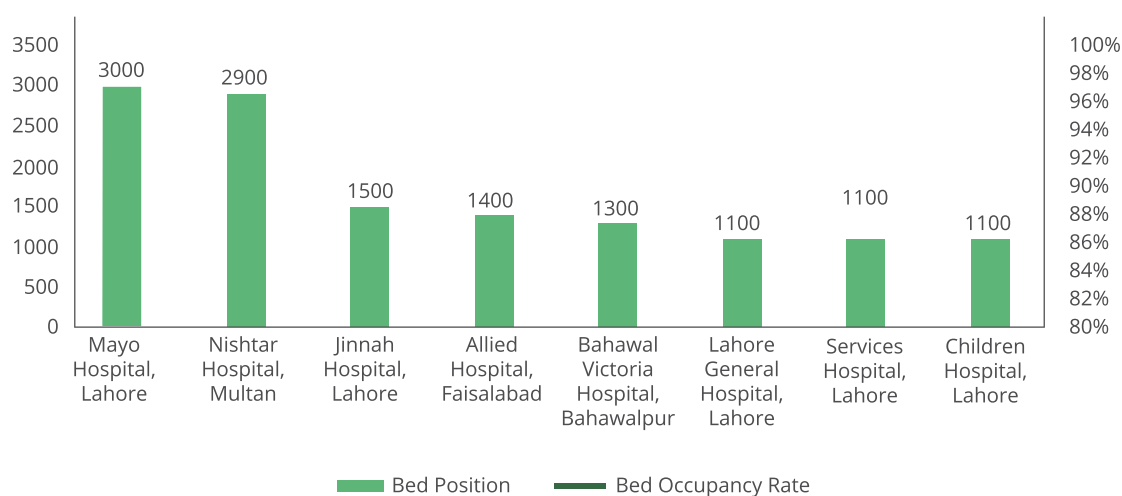 3500
3000
2500
2000
1500
1000
500
0
3000
2900
1500
1400
1300
1100
1100
1100
100%
98%
96%
94%
92%
90%
88%
86%
84%
82%
80%
Mayo
Hospital,
Lahore
Nishtar
Hospital,
Multan
Jinnah
Hospital,
Lahore
Allied
Hospital,
Faisalabad
Bahawal
Victoria
Hospital,
Bahawalpur
Lahore
General
Hospital,
Lahore
Services
Hospital,
Lahore
Children
Hospital,
Lahore
Bed Position
Bed Occupancy Rate